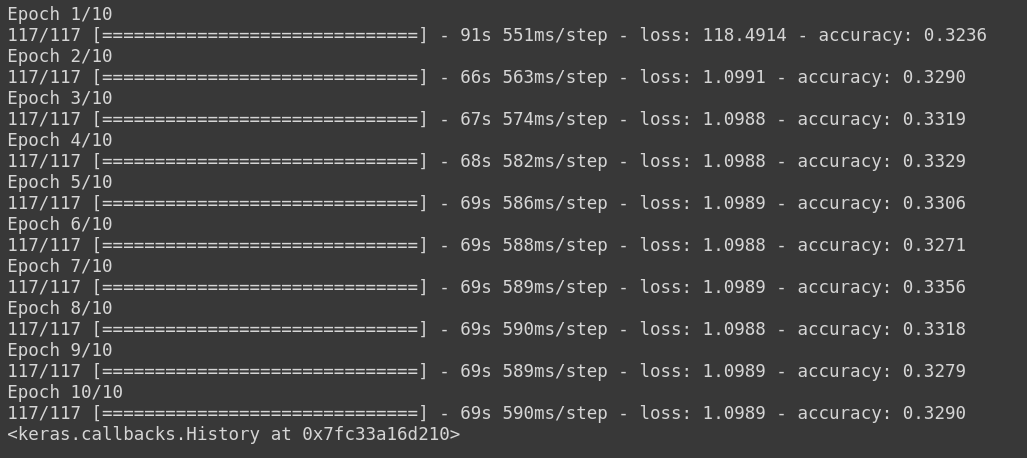 Epoch 1/10
117/117 [==============================] - 91s 551ms/step - loss: 118.4914 - accuracy: 0.3236
Epoch 2/10
117/117 [==============================] - 66s 563ms/step - loss: 1.0991 - accuracy: 0.3290
Epoch 3/10
117/117 [==============================] - 67s 574ms/step - loss: 1.0988 - accuracy: 0.3319
Epoch 4/10
117/117 [==============================] - 68s 582ms/step - loss: 1.0988 - accuracy: 0.3329
Epoch 5/10
117/117 [==============================] - 69s 586ms/step - loss: 1.0989 - accuracy: 0.3306
Epoch 6/10
117/117 [==============================] - 69s 588ms/step - loss: 1.0988 - accuracy: 0.3271
Epoch 7/10
117/117 [==============================] - 69s 589ms/step - loss: 1.0989 - accuracy: 0.3356
Epoch 8/10
117/117 [==============================] - 69s 590ms/step - loss: 1.0988 - accuracy: 0.3318
Epoch 9/10
117/117 [==============================] - 69s 589ms/step - loss: 1.0989 - accuracy: 0.3279
Epoch 10/10
117/117 [==============================] - 69s 590ms/step - loss: 1.0989 - accuracy: 0.3290
<keras.callbacks.History at 0x7fc33a16d210>